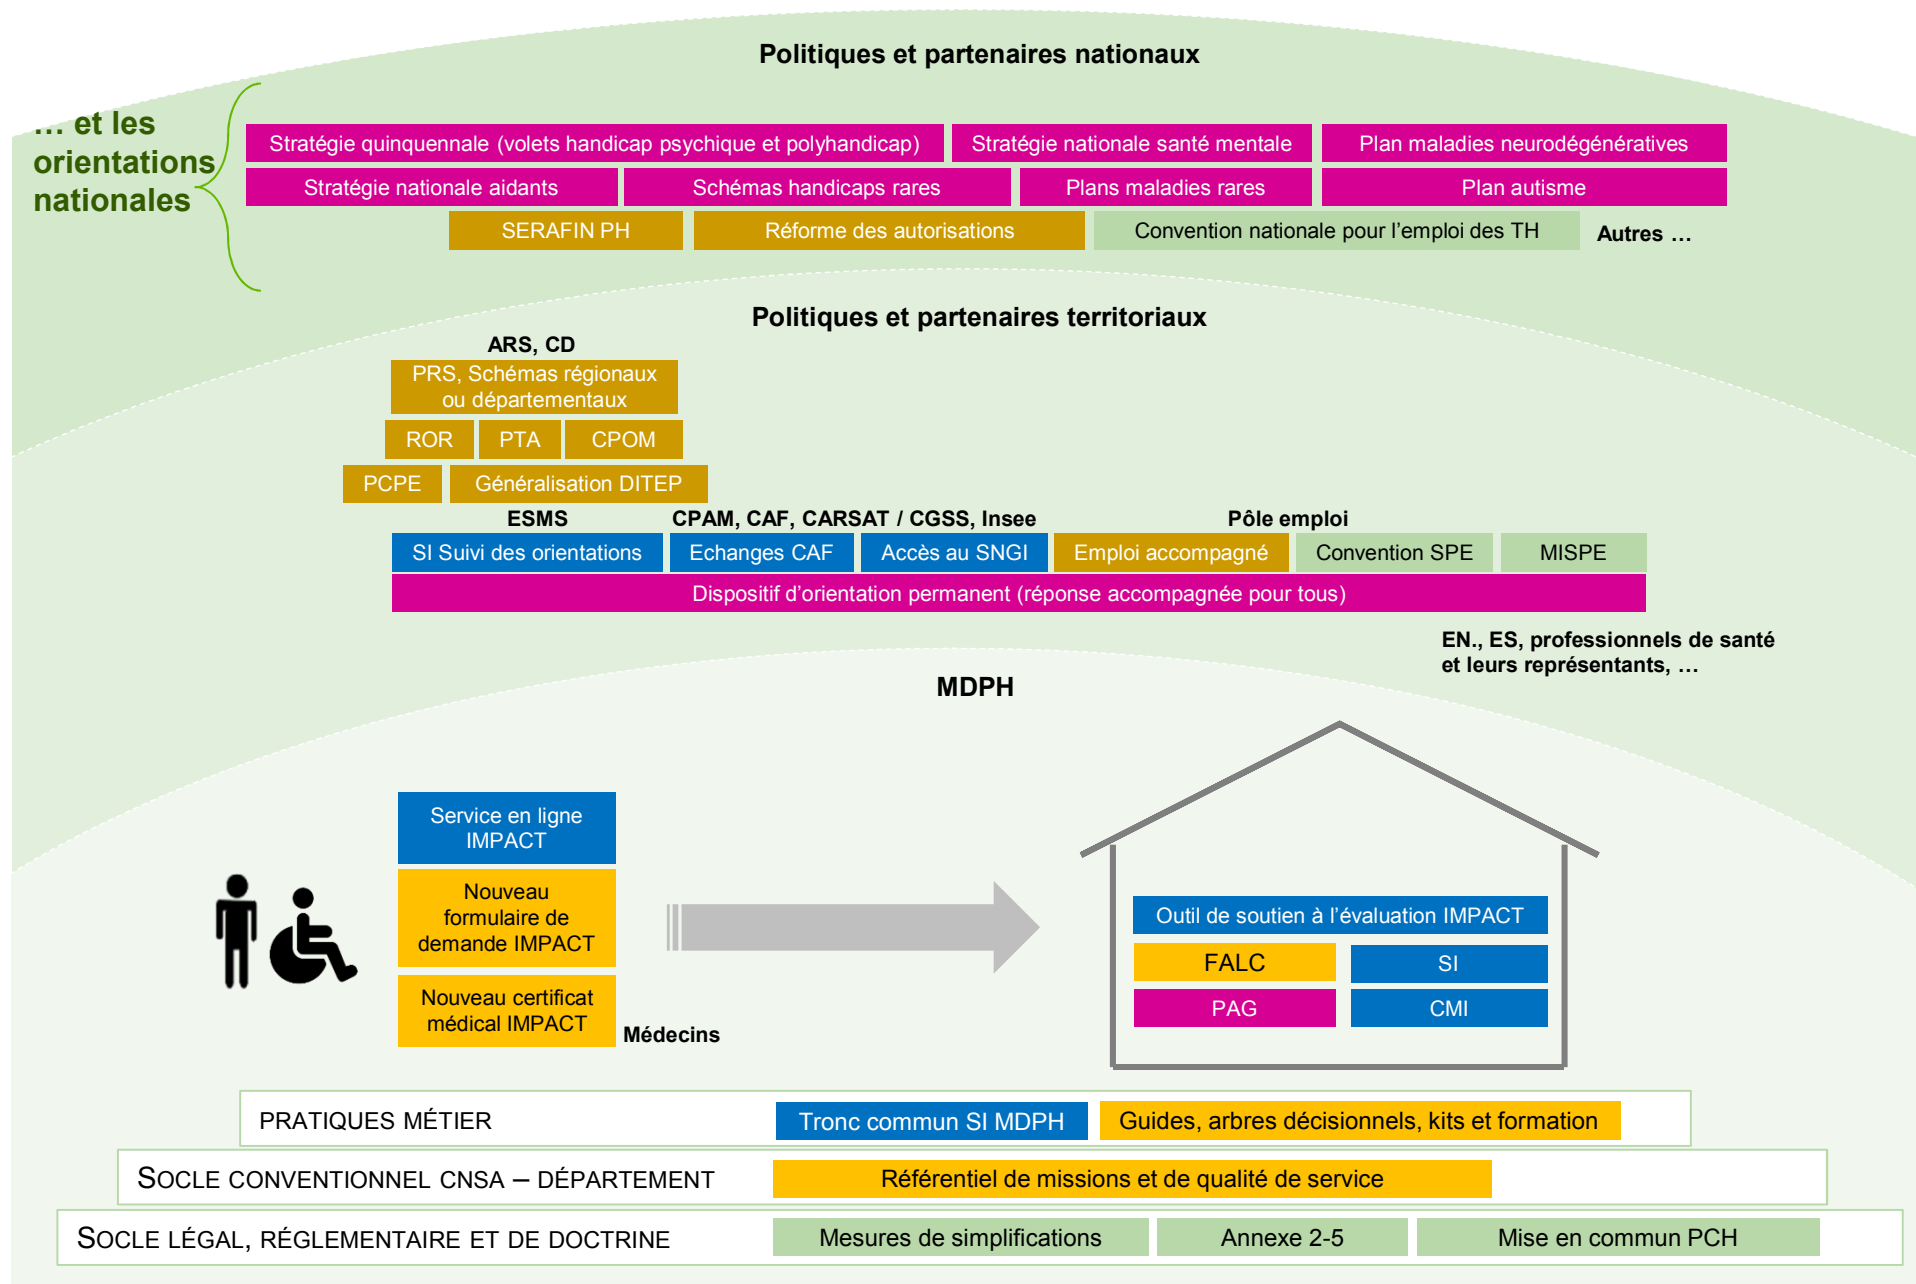 Politiques et partenaires nationaux
… et les
orientations
nationales
Stratégie quinquennale (volets handicap psychique et polyhandicap)
Stratégie nationale santé mentale
Plan maladies neurodégénératives
Stratégie nationale aidants
Schémas handicaps rares
Plans maladies rares
Plan autisme
SERAFIN PH
Réforme des autorisations
Convention nationale pour l'emploi des TH
Autres …
Politiques et partenaires territoriaux
ARS, CD
PRS, Schémas régionaux
ou départementaux
ROR
PTA
CPOM
PCPE
Généralisation DITEP
ESMS
CPAM, CAF, CARSAT / CGSS, Insee
Pôle emploi
SI Suivi des orientations
Echanges CAF
Accès au SNGI
Emploi accompagné
Convention SPE
MISPE
Dispositif d'orientation permanent (réponse accompagnée pour tous)
EN., ES, professionnels de santé
et leurs représentants, …
MDPH
Service en ligne
IMPACT
Nouveau
formulaire de
demande IMPACT
Nouveau certificat
médical IMPACT
Médecins
Outil de soutien à l'évaluation IMPACT
FALC
SI
PAG
CMI
PRATIQUES MÉTIER
Tronc commun SI MDPH
Guides, arbres décisionnels, kits et formation
SOCLE CONVENTIONNEL CNSA – DÉPARTEMENT
Référentiel de missions et de qualité de service
SOCLE LÉGAL, RÉGLEMENTAIRE ET DE DOCTRINE
Mesures de simplifications
Annexe 2-5
Mise en commun PCH